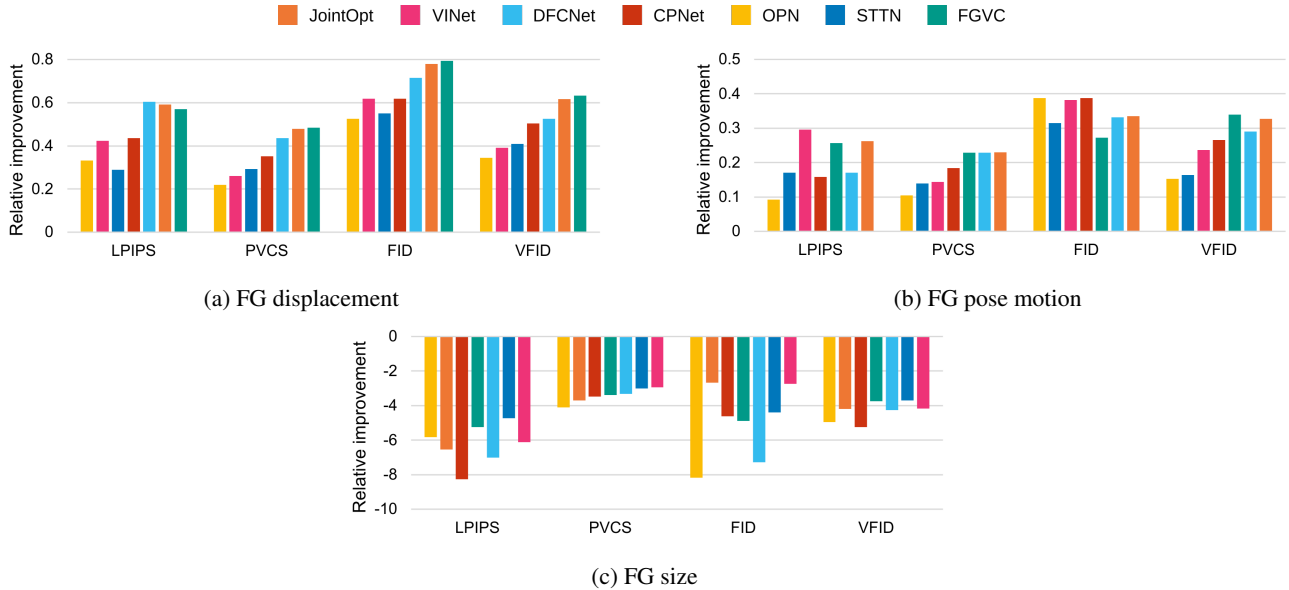 JointOpt VINet DFCNet CPNet OPN STTN FGVC
Relative improvement
0.8
0.6
0.4
0.2
0
LPIPS PVCS FID VFID
(a) FG displacement
Relative improvement
0.5
0.4
0.3
0.2
0.1
0
LPIPS PVCS FID VFID
(b) FG pose motion
Relative improvement
0
-2
-4
-6
-8
-10
LPIPS PVCS FID VFID
(c) FG size